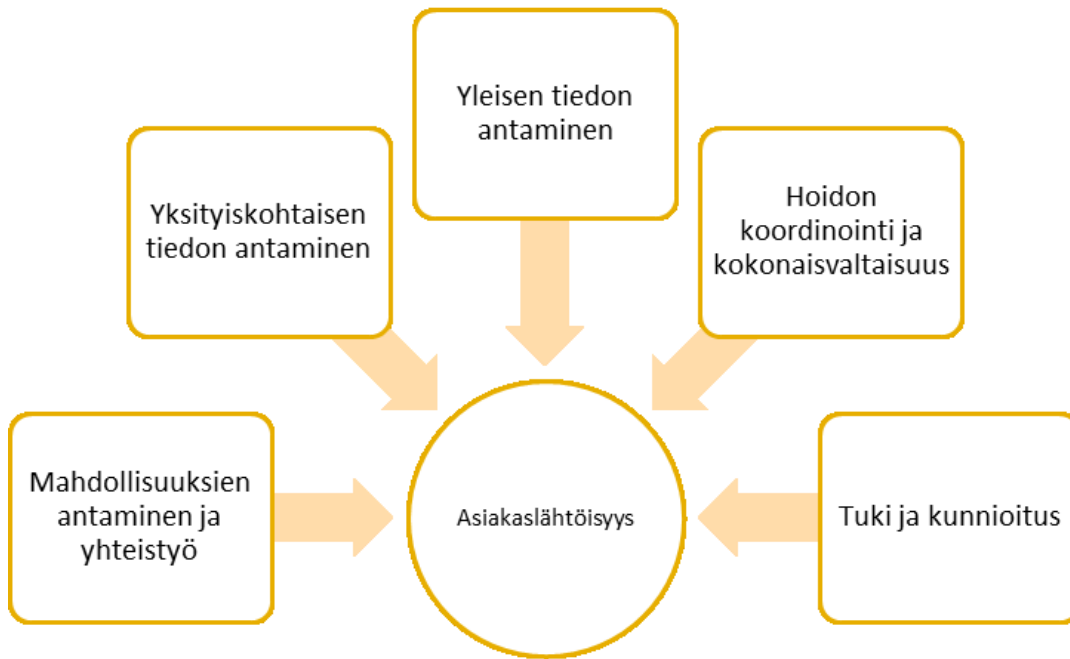 Yleisen tiedon
antaminen
Yksityiskohtaisen
tiedon antaminen
Hoidon
koordinointi ja
kokonaisvaltaisuus
Mahdollisuuksien
antaminen ja
yhteistyö
Asiakaslähtöisyys
Tuki ja kunnioitus